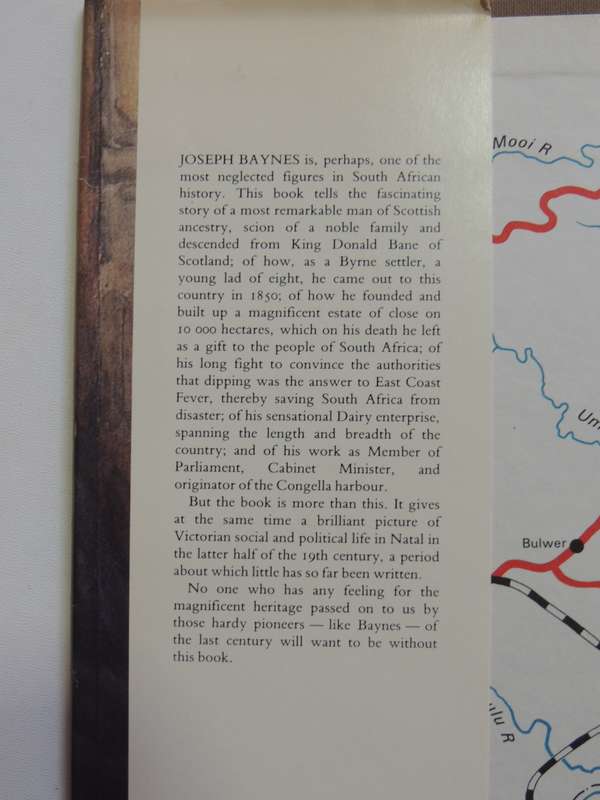 JOSEPH BAYNES is, perhaps, one of the
most neglected figures in South African
history. This book tells the fascinating
story of a most remarkable man of Scottish
ancestry, scion of a noble family and
descended from King Donald Bane of
Scotland; of how, as a Byrne settler, a
young lad of eight, he came out to this
country in 1850; of how he founded and
built up a magnificent estate of close on
10 000 hectares, which on his death he left
as a gift to the people of South Africa; of
his long fight to convince the authorities
that dipping was the answer to East Coast
Fever, thereby saving South Africa from
disaster; of his sensational Dairy enterprise,
spanning the length and breadth of the
country; and of his work as Member of
Parliament, Cabinet Minister, and
originator of the Congella harbour.
But the book is more than this. It gives
at the same time a brilliant picture of
Victorian social and political life in Natal in
the latter half of the 19th century, a period
about which little has so far been written.
No one who has any feeling for the
magnificent heritage passed on to us by
those hardy pioneers — like Baynes — of
the last century will want to be without
this book.
Mooi R
Um
Bulwer
ulu R